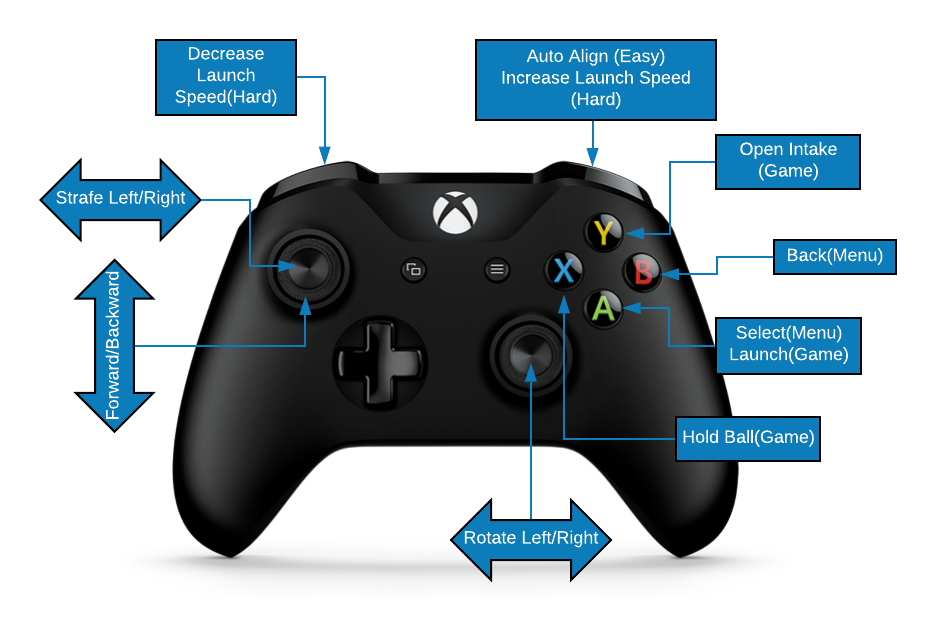 Decrease
Launch
Speed(Hard)
Auto Align (Easy)
Increase Launch Speed
(Hard)
Open Intake
(Game)
Strafe Left/Right
Y
Back(Menu)
X
B
A
Forward/Backward
Select(Menu)
Launch(Game)
Hold Ball(Game)
Rotate Left/Right